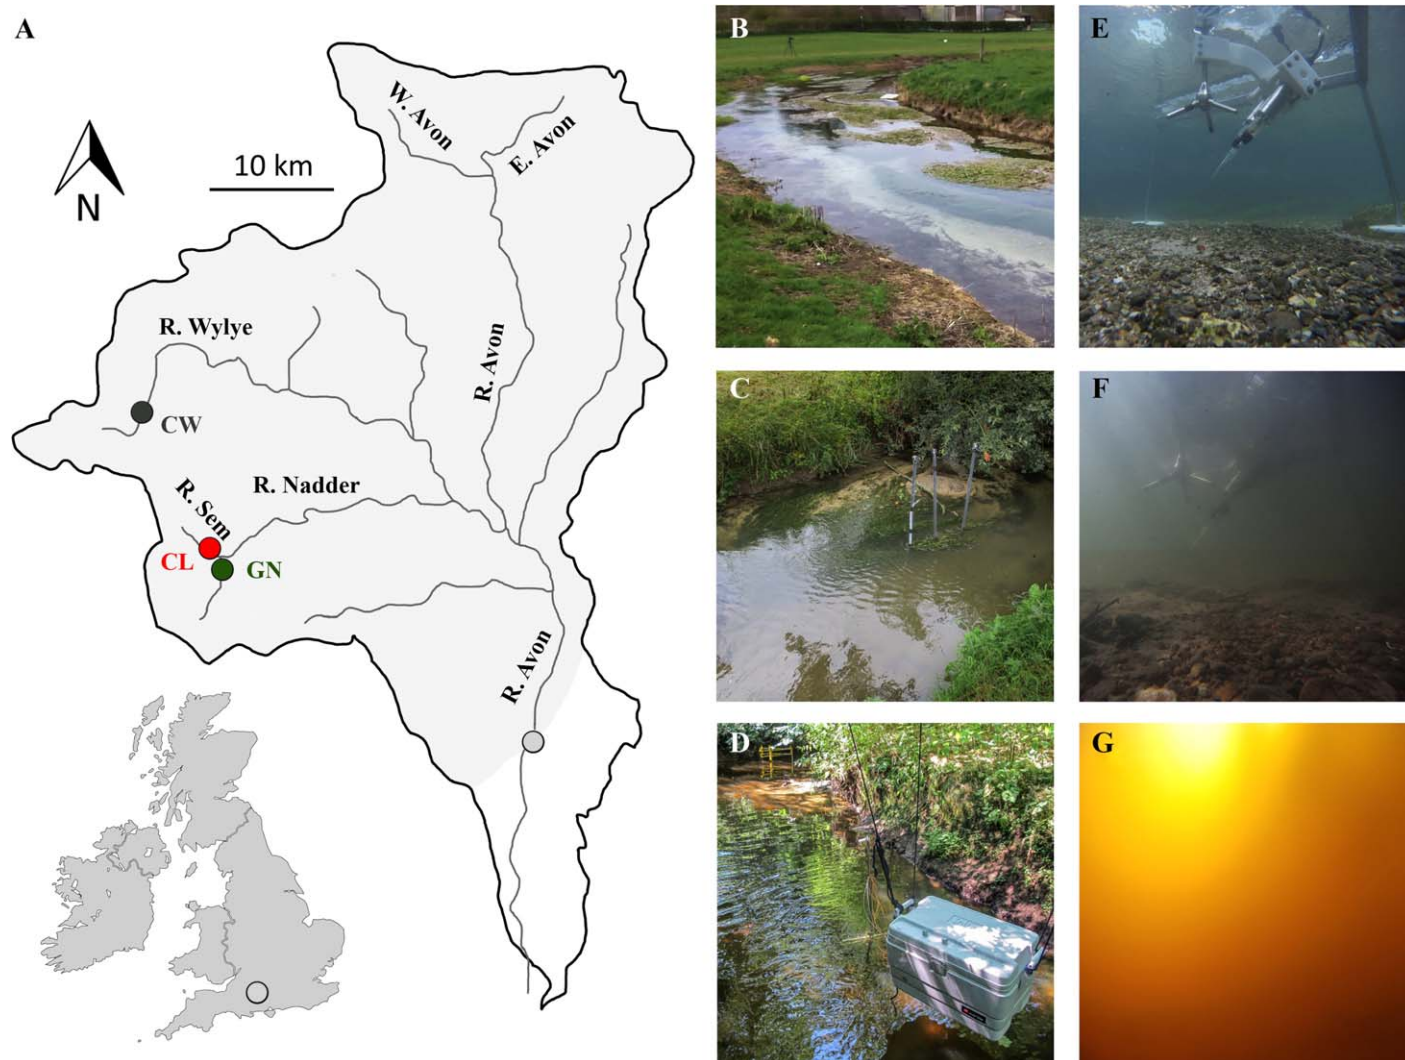 A
W. Avon
E. Avon
10 km
N
R. Wylye
R. Avon
CW
R. Nadder
R. Sem
CL
GN
R. Avon
B
C
D
E
F
G